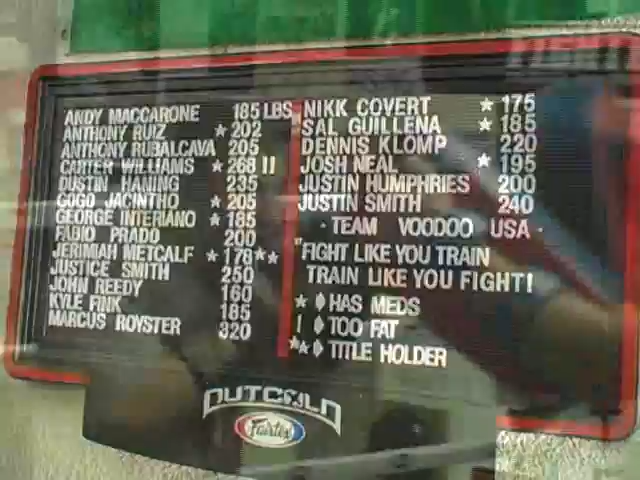 ANDY MACCARONE 185 LBS
ANTHONY RUIZ ★ 202
ANTHONY RUBALCAVA 205
CARTER WILLIAMS ★ 268 II
DUSTIN HANING 235
GOGO JACINTHO ★ 205
GEORGE INTERIANO ★ 185
FABIO PRADO 200
JERIMIAH METCALF ★ 178 ★★
JUSTICE SMITH 250
JOHN REEDY 160
KYLE FINK 185
MARCUS ROYSTER 320
NIKK COVERT ★ 175
SAL GUILLENA ★ 185
DENNIS KLOMP 220
JOSH NEAL ★ 195
JUSTIN HUMPHRIES 200
JUSTIN SMITH 240
· TEAM VOODOO USA ·
"FIGHT LIKE YOU TRAIN
TRAIN LIKE YOU FIGHT!
★ HAS MEDS
! TOO FAT
★★ TITLE HOLDER
OUTCOLD
Fairtex